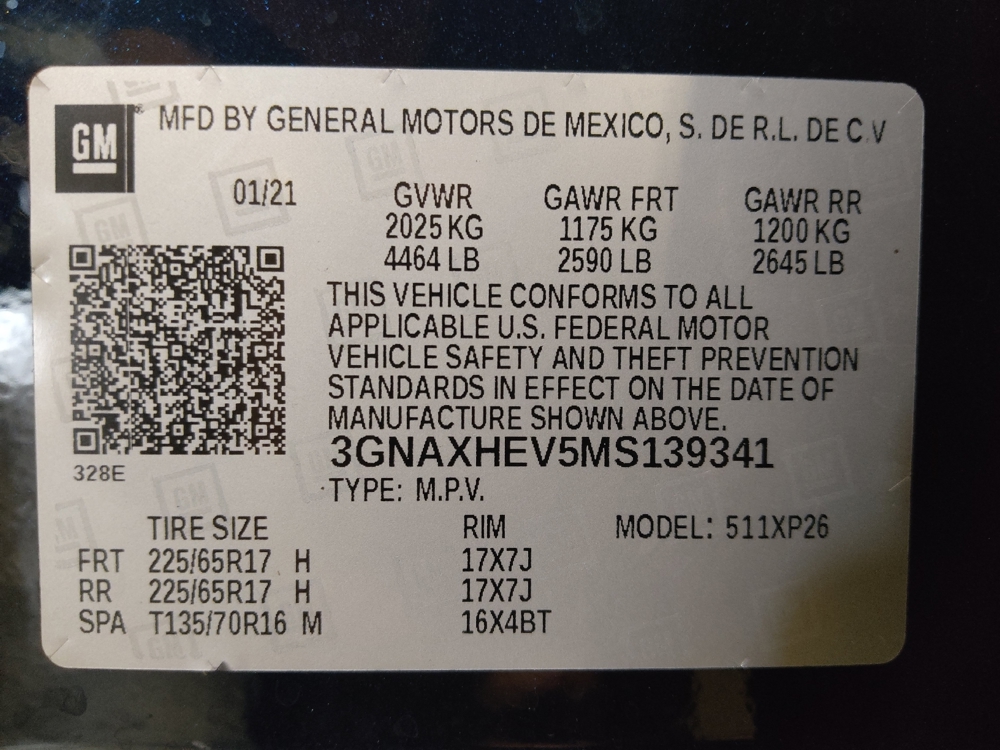 GM
MFD BY GENERAL MOTORS DE MEXICO, S. DE R.L. DE C.V
01/21 GVWR GAWR FRT GAWR RR
2025 KG 1175 KG 1200 KG
4464 LB 2590 LB 2645 LB
THIS VEHICLE CONFORMS TO ALL
APPLICABLE U.S. FEDERAL MOTOR
VEHICLE SAFETY AND THEFT PREVENTION
STANDARDS IN EFFECT ON THE DATE OF
MANUFACTURE SHOWN ABOVE.
3GNAXHEV5MS139341
328E
TYPE: M.P.V.
TIRE SIZE RIM MODEL: 511XP26
FRT 225/65R17 H 17X7J
RR 225/65R17 H 17X7J
SPA T135/70R16 M 16X4BT